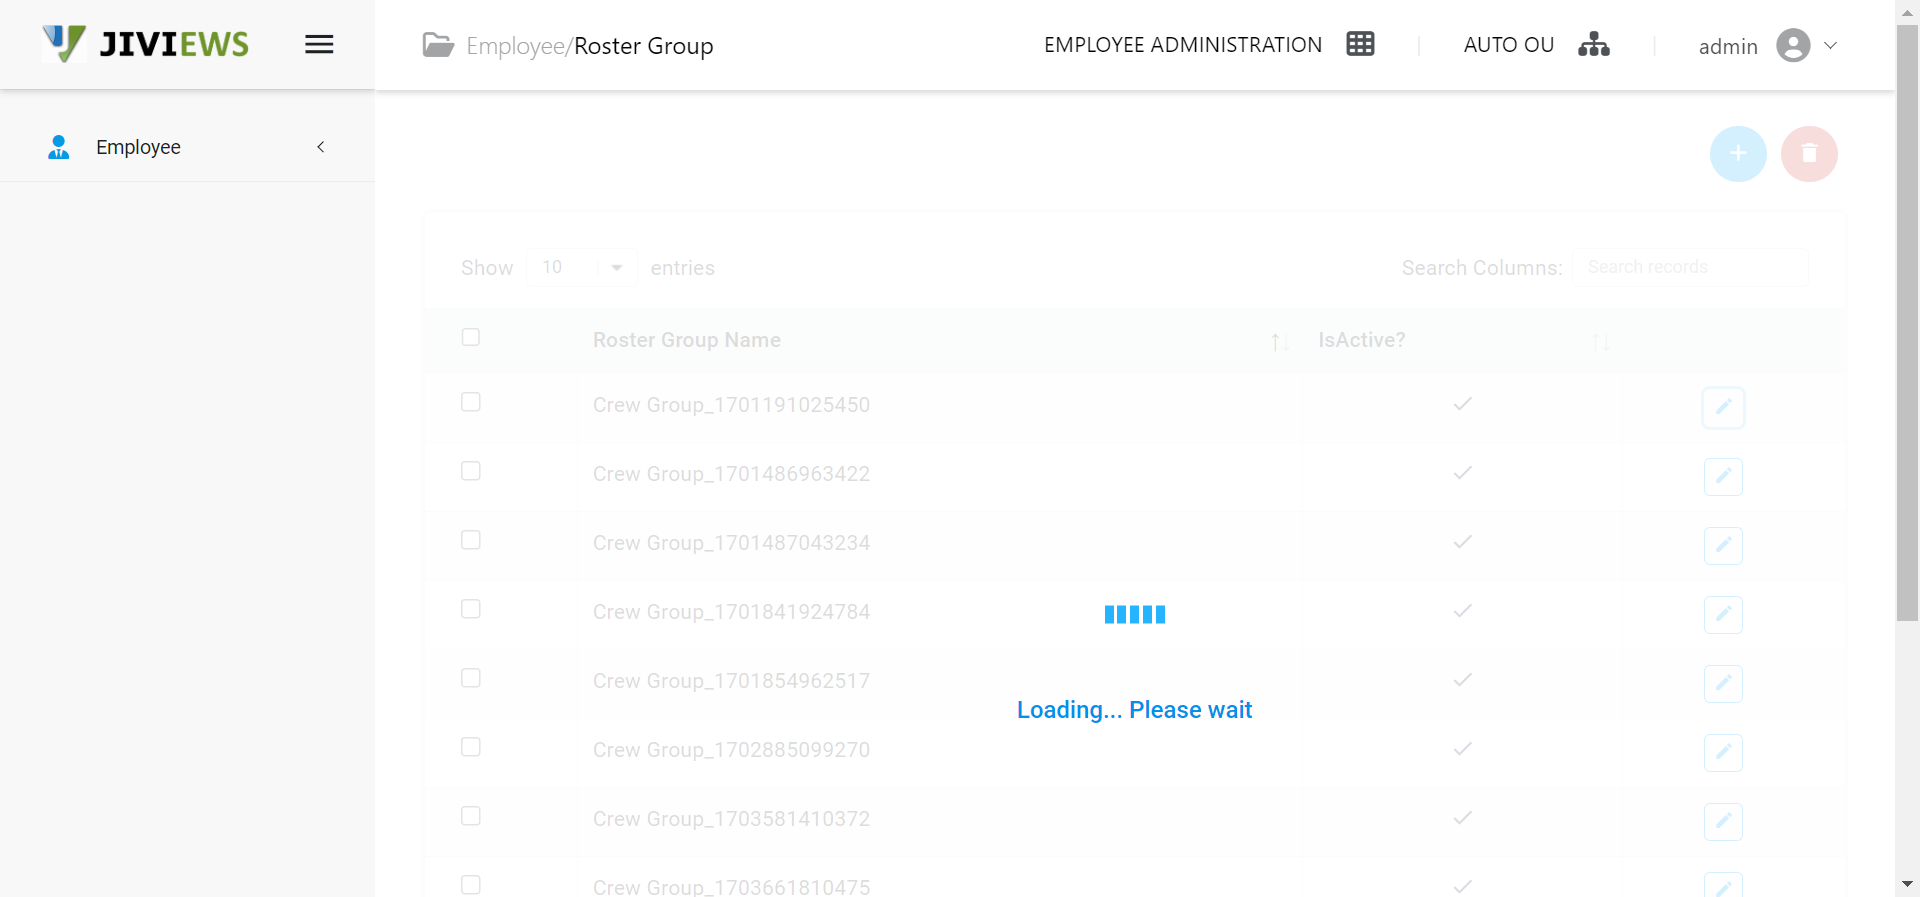 JIVIEWS
Employee/Roster Group
EMPLOYEE ADMINISTRATION
AUTO OU
admin
Employee
Show 10 entries
Search Columns: Search records
Roster Group Name IsActive?
Crew Group_1701191025450
Crew Group_1701486963422
Crew Group_1701487043234
Crew Group_1701841924784
Crew Group_1701854962517
Loading... Please wait
Crew Group_1702885099270
Crew Group_1703581410372
Crew Group_1703661810475